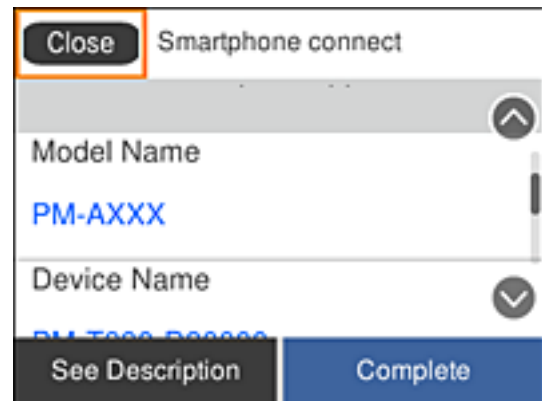 Close Smartphone connect
Model Name
PM-AXXX
Device Name
See Description Complete